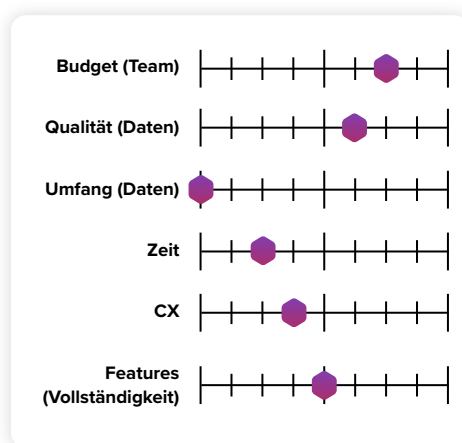 Budget (Team)
Qualität (Daten)
Umfang (Daten)
Zeit
CX
Features
(Vollständigkeit)